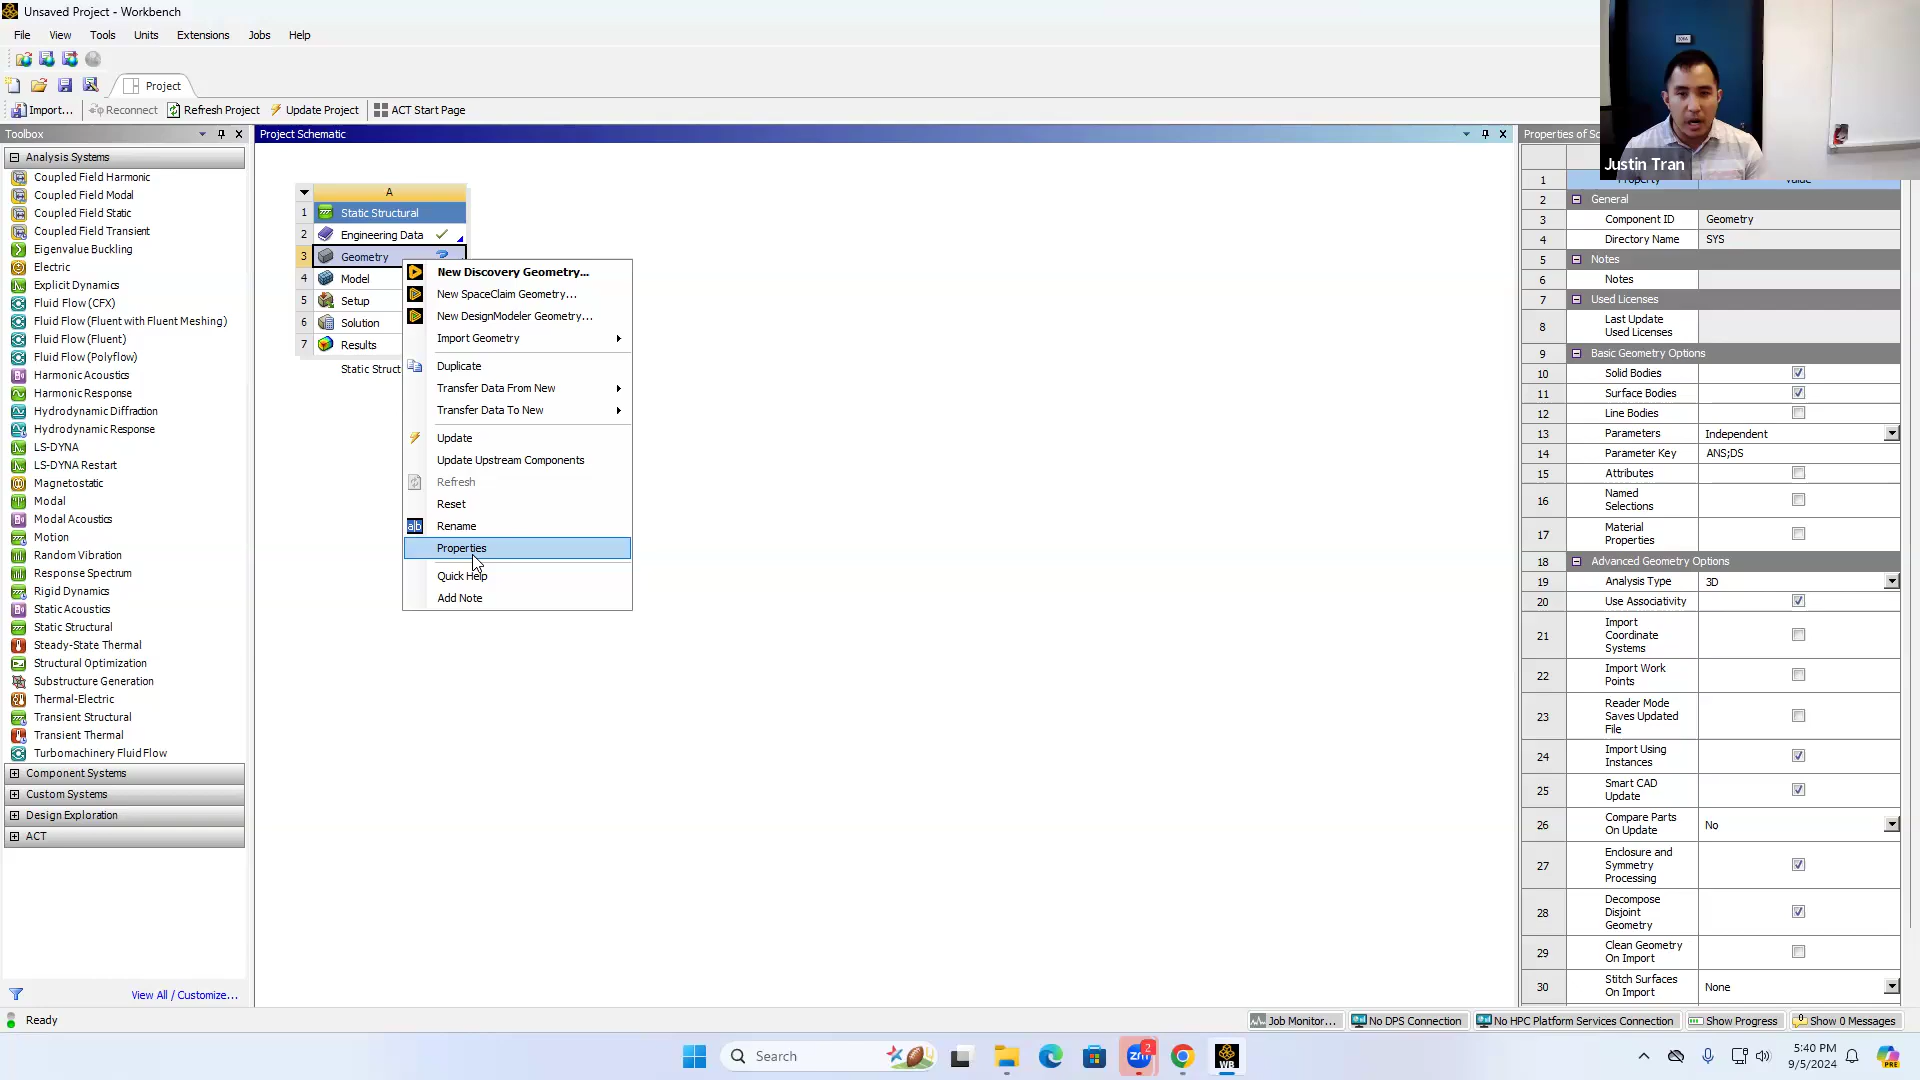 Unsaved Project - Workbench
File View Tools Units Extensions Jobs Help
Project
Import... Reconnect Refresh Project Update Project ACT Start Page
Toolbox
Analysis Systems
Coupled Field Harmonic
Coupled Field Modal
Coupled Field Static
Coupled Field Transient
Eigenvalue Buckling
Electric
Explicit Dynamics
Fluid Flow (CFX)
Fluid Flow (Fluent with Fluent Meshing)
Fluid Flow (Fluent)
Fluid Flow (Polyflow)
Harmonic Acoustics
Harmonic Response
Hydrodynamic Diffraction
Hydrodynamic Response
LS-DYNA
LS-DYNA Restart
Magnetostatic
Modal
Modal Acoustics
Motion
Random Vibration
Response Spectrum
Rigid Dynamics
Static Acoustics
Static Structural
Steady-State Thermal
Structural Optimization
Substructure Generation
Thermal-Electric
Transient Structural
Transient Thermal
Turbomachinery Fluid Flow
Component Systems
Custom Systems
Design Exploration
ACT
View All / Customize...
Project Schematic
A
1 Static Structural
2 Engineering Data
3 Geometry
4 Model
5 Setup
6 Solution
7 Results
Static Struct
New Discovery Geometry...
New SpaceClaim Geometry...
New DesignModeler Geometry...
Import Geometry
Duplicate
Transfer Data From New
Transfer Data To New
Update
Update Upstream Components
Refresh
Reset
Rename
Properties
Quick Help
Add Note
Properties of
Justin Tran
1 Property Value
2 General
3 Component ID Geometry
4 Directory Name SYS
5 Notes
6 Notes
7 Used Licenses
8 Last Update
Used Licenses
9 Basic Geometry Options
10 Solid Bodies
11 Surface Bodies
12 Line Bodies
13 Parameters Independent
14 Parameter Key ANS;DS
15 Attributes
16 Named
Selections
17 Material
Properties
18 Advanced Geometry Options
19 Analysis Type 3D
20 Use Associativity
21 Import
Coordinate
Systems
22 Import Work
Points
23 Reader Mode
Saves Updated
File
24 Import Using
Instances
25 Smart CAD
Update
26 Compare Parts
On Update No
27 Enclosure and
Symmetry
Processing
28 Decompose
Disjoint
Geometry
29 Clean Geometry
On Import
30 Stitch Surfaces
On Import None
Ready
Job Monitor... No DPS Connection No HPC Platform Services Connection Show Progress Show 0 Messages
Search
zm 2
WB
5:40 PM
9/5/2024
PRE